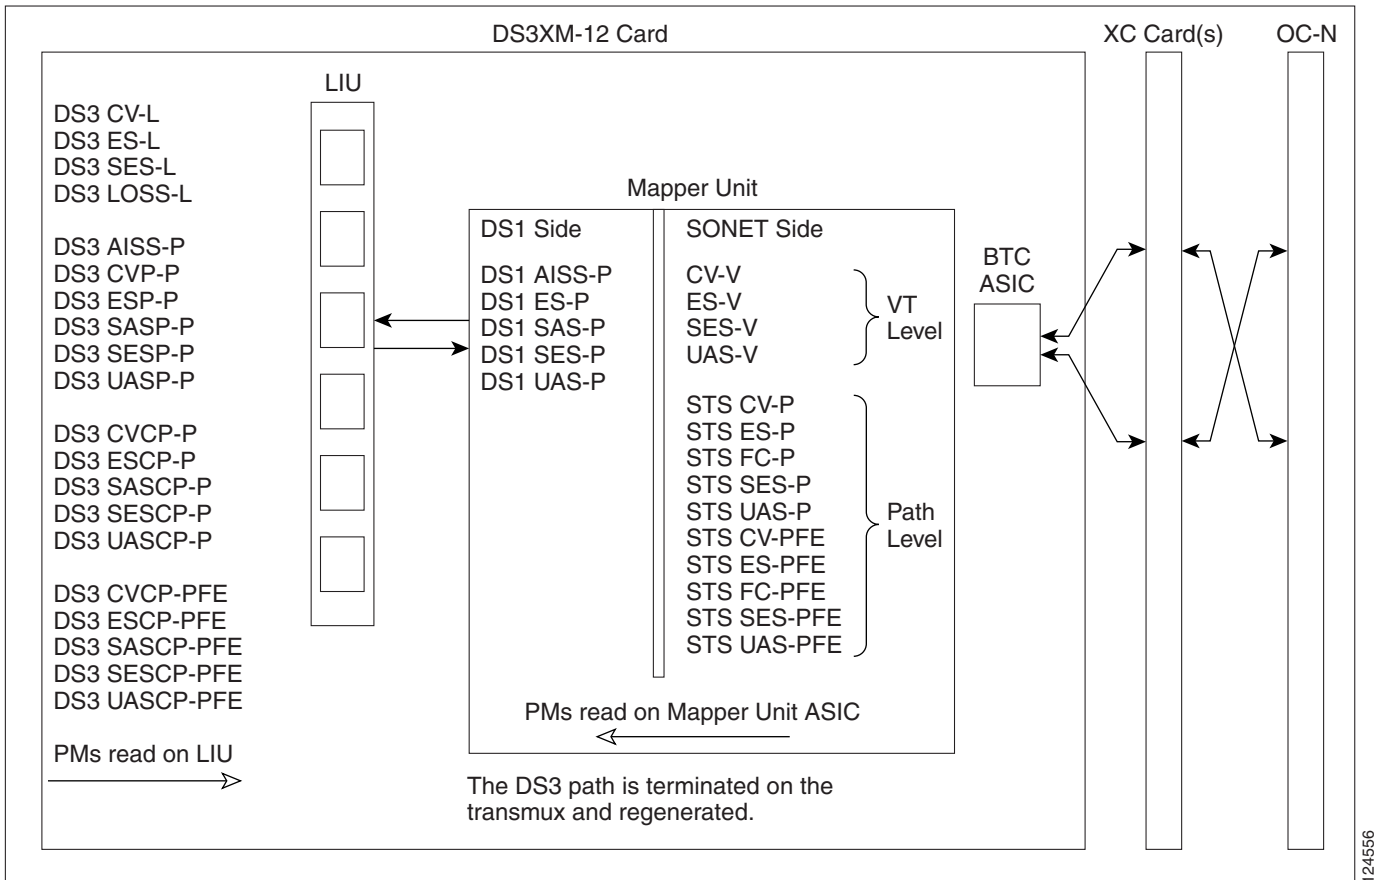 DS3XM-12 Card
XC Card(s)
OC-N
LIU
DS3 CV-L
DS3 ES-L
DS3 SES-L
DS3 LOSS-L
DS3 AISS-P
DS3 CVP-P
DS3 ESP-P
DS3 SASP-P
DS3 SESP-P
DS3 UASP-P
DS3 CVCP-P
DS3 ESCP-P
DS3 SASCP-P
DS3 SESCP-P
DS3 UASCP-P
DS3 CVCP-PFE
DS3 ESCP-PFE
DS3 SASCP-PFE
DS3 SESCP-PFE
DS3 UASCP-PFE
PMs read on LIU
Mapper Unit
DS1 Side
DS1 AISS-P
DS1 ES-P
DS1 SAS-P
DS1 SES-P
DS1 UAS-P
SONET Side
CV-V
ES-V
SES-V
UAS-V
VT
Level
STS CV-P
STS ES-P
STS FC-P
STS SES-P
STS UAS-P
STS CV-PFE
STS ES-PFE
STS FC-PFE
STS SES-PFE
STS UAS-PFE
Path
Level
PMs read on Mapper Unit ASIC
The DS3 path is terminated on the
transmux and regenerated.
BTC
ASIC
124556